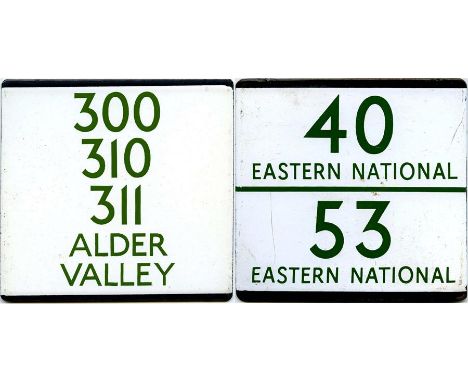 300
310
311
ALDER
VALLEY
40
EASTERN NATIONAL
53
EASTERN NATIONAL